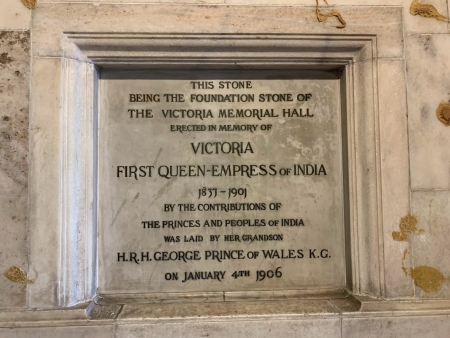 THIS STONE
BEING THE FOUNDATION STONE OF
THE VICTORIA MEMORIAL HALL
ERECTED IN MEMORY OF
VICTORIA
FIRST QUEEN-EMPRESS OF INDIA
1837-1901
BY THE CONTRIBUTIONS OF
THE PRINCES AND PEOPLES OF INDIA
WAS LAID BY HER GRANDSON
H.R.H. GEORGE PRINCE OF WALES K.G.
ON JANUARY 4TH 1906